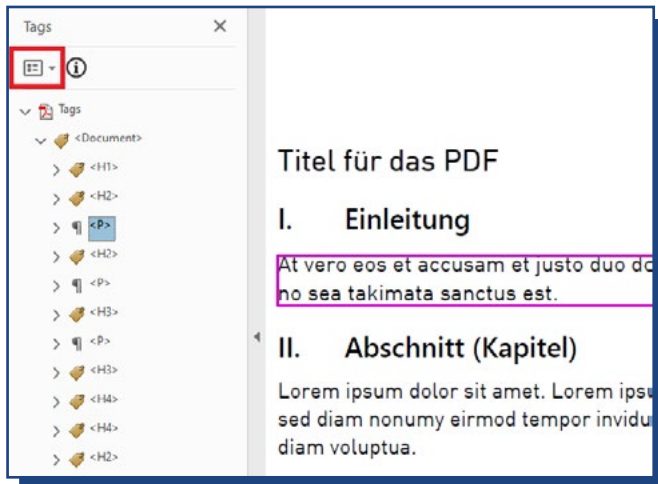 Tags
Tags
<Document>
<H1>
<H2>
<P>
<H2>
<P>
<H3>
<P>
<H3>
<H4>
<H4>
<H2>
Titel für das PDF
I. Einleitung
At vero eos et accusam et justo duo do
no sea takimata sanctus est.
II. Abschnitt (Kapitel)
Lorem ipsum dolor sit amet. Lorem ipsu
sed diam nonumy eirmod tempor invidu
diam voluptua.